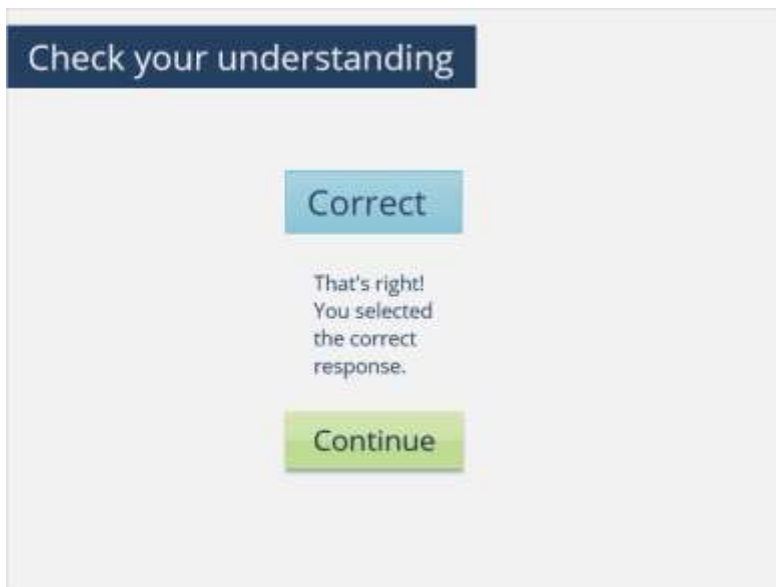 Check your understanding
Correct
That's right!
You selected
the correct
response.
Continue